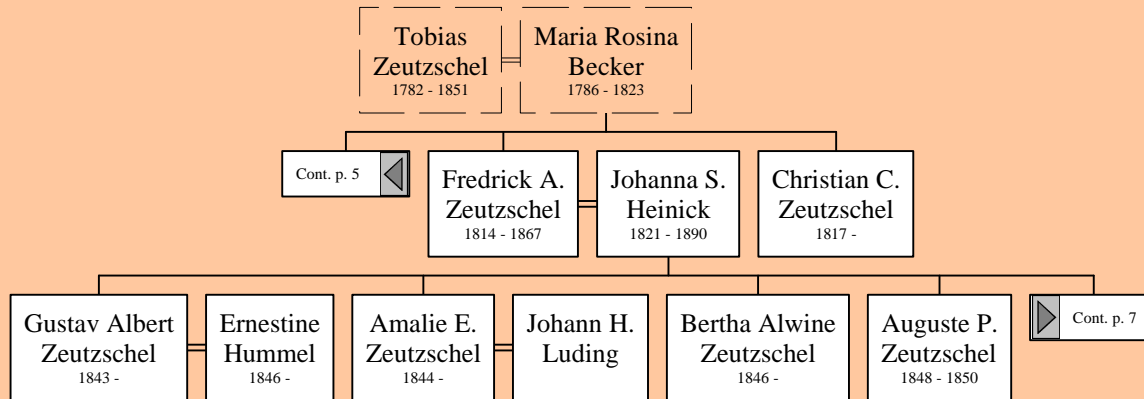 Tobias
Zeutzschel
1782 - 1851
Maria Rosina
Becker
1786 - 1823
Cont. p. 5
Fredrick A.
Zeutzschel
1814 - 1867
Johanna S.
Heinick
1821 - 1890
Christian C.
Zeutzschel
1817 -
Gustav Albert
Zeutzschel
1843 -
Ernestine
Hummel
1846 -
Amalie E.
Zeutzschel
1844 -
Johann H.
Luding
Bertha Alwine
Zeutzschel
1846 -
Auguste P.
Zeutzschel
1848 - 1850
Cont. p. 7